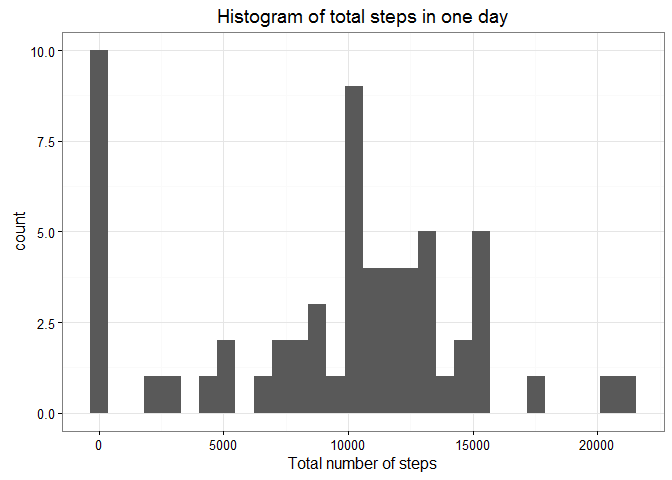 Histogram of total steps in one day
count
10.0
7.5
5.0
2.5
0.0
0 5000 10000 15000 20000
Total number of steps